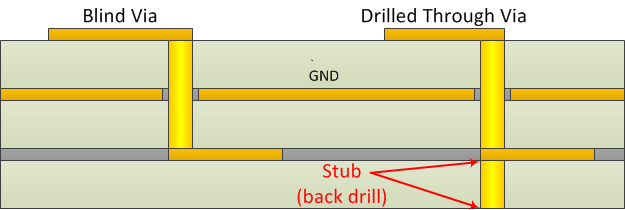 Blind Via
Drilled Through Via
GND
Stub
(back drill)